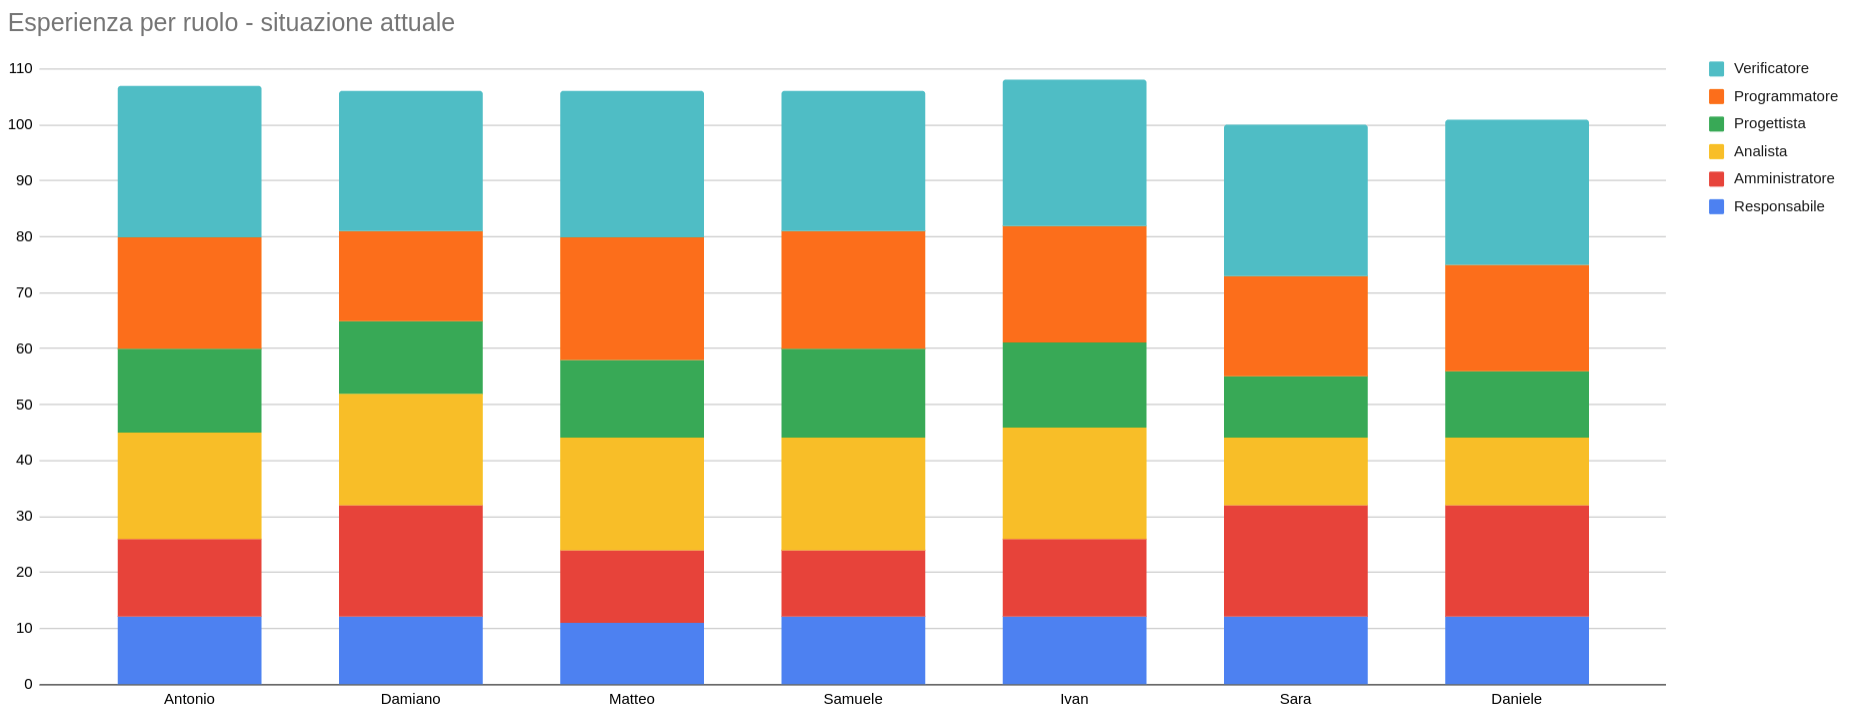 Esperienza per ruolo - situazione attuale
110
100
90
80
70
60
50
40
30
20
10
0
Antonio
Damiano
Matteo
Samuele
Ivan
Sara
Daniele
Verificatore
Programmatore
Progettista
Analista
Amministratore
Responsabile